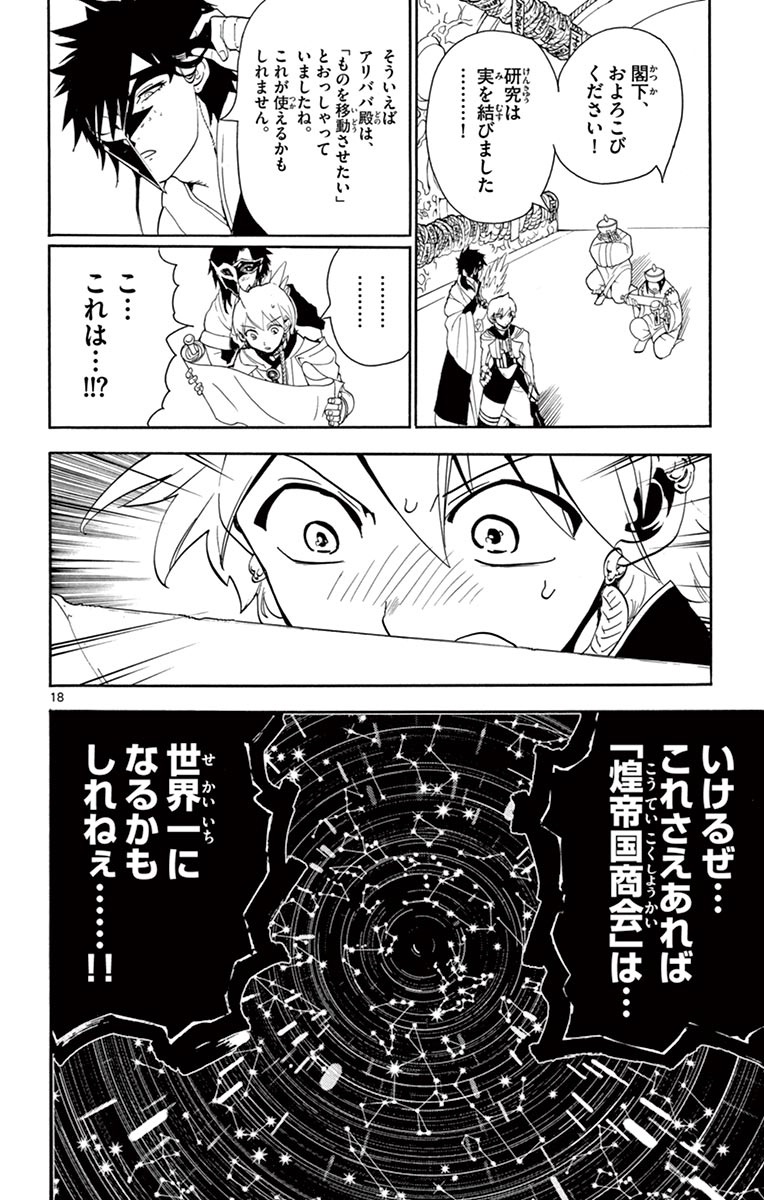 閣下、
およろこび
ください！
研究は
実を結びました
………！
そういえば
アリババ殿は、
「ものを移動させたい」
とおっしゃって
いましたね。
これが使えるかも
しれません。
………
………
こ…
これは…!!?
18
いけるぜ…
これさえあれば
「煌帝国商会」は…
世界一に
なるかも
しれねぇ……!!